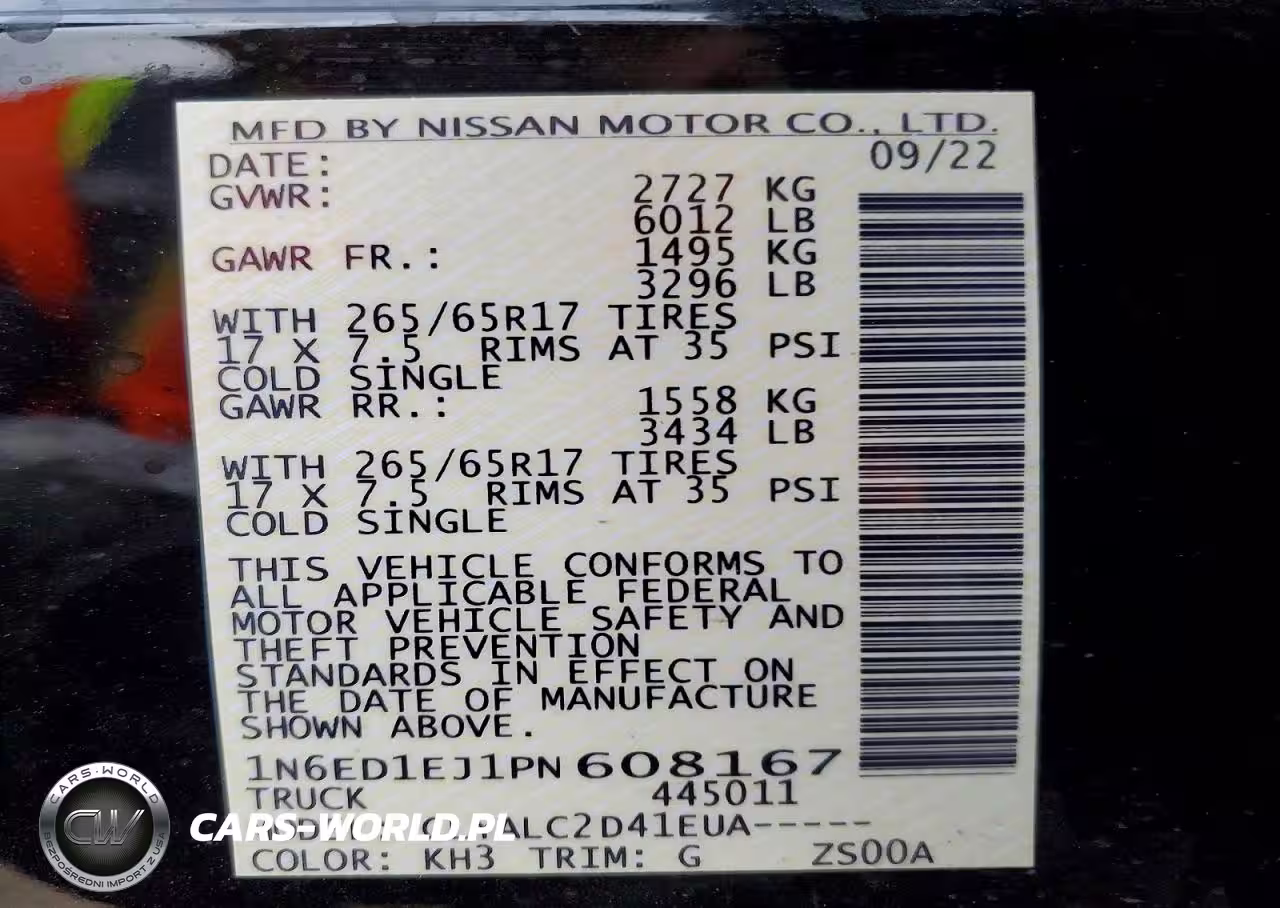 MFD BY NISSAN MOTOR CO., LTD.
DATE: 09/22
GVWR: 2727 KG
6012 LB
GAWR FR.: 1495 KG
3296 LB
WITH 265/65R17 TIRES
17 X 7.5 RIMS AT 35 PSI
COLD SINGLE
GAWR RR.: 1558 KG
3434 LB
WITH 265/65R17 TIRES
17 X 7.5 RIMS AT 35 PSI
COLD SINGLE
THIS VEHICLE CONFORMS TO
ALL APPLICABLE FEDERAL
MOTOR VEHICLE SAFETY AND
THEFT PREVENTION
STANDARDS IN EFFECT ON
THE DATE OF MANUFACTURE
SHOWN ABOVE.
1N6ED1EJ1PN608167
TRUCK 445011
ALC2D41EUA-----
COLOR: KH3 TRIM: G ZS00A
CARS-WORLD
CW
BEZPOŚREDNI IMPORT Z USA
CARS-WORLD.PL